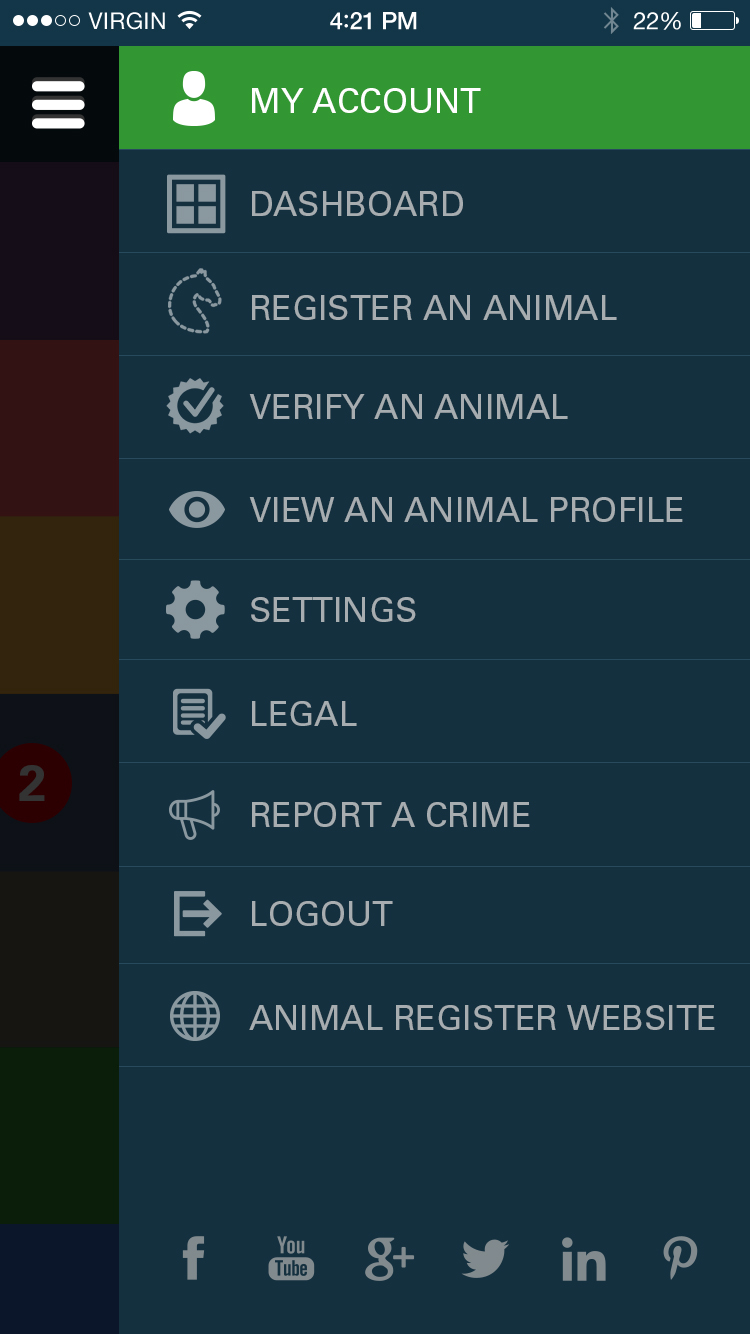 VIRGIN 4:21 PM 22%
MY ACCOUNT
DASHBOARD
REGISTER AN ANIMAL
VERIFY AN ANIMAL
VIEW AN ANIMAL PROFILE
SETTINGS
LEGAL
2
REPORT A CRIME
LOGOUT
ANIMAL REGISTER WEBSITE
f You Tube g+ in